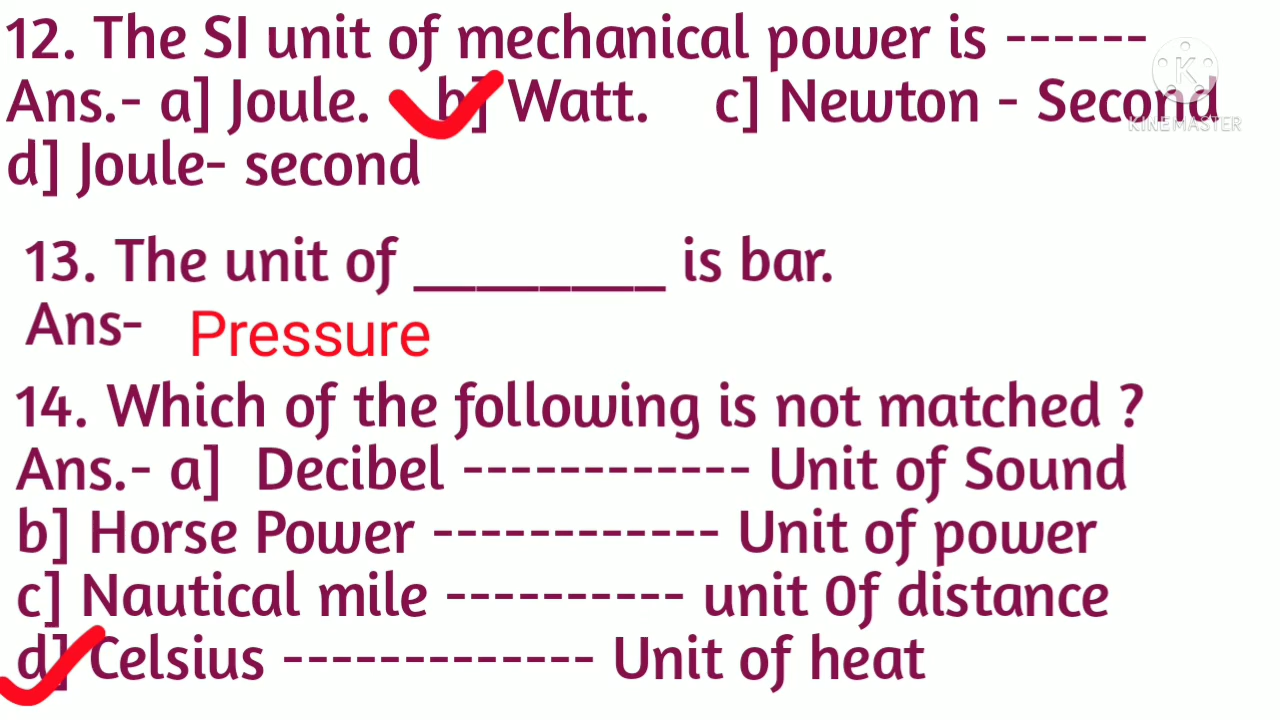 12. The SI unit of mechanical power is ------
Ans.- a] Joule. b] Watt. c] Newton - Second
KINEMASTER
d] Joule- second
13. The unit of ________ is bar.
Ans- Pressure
14. Which of the following is not matched ?
Ans.- a] Decibel ------------ Unit of Sound
b] Horse Power ------------ Unit of power
c] Nautical mile ---------- unit 0f distance
d] Celsius ------------- Unit of heat